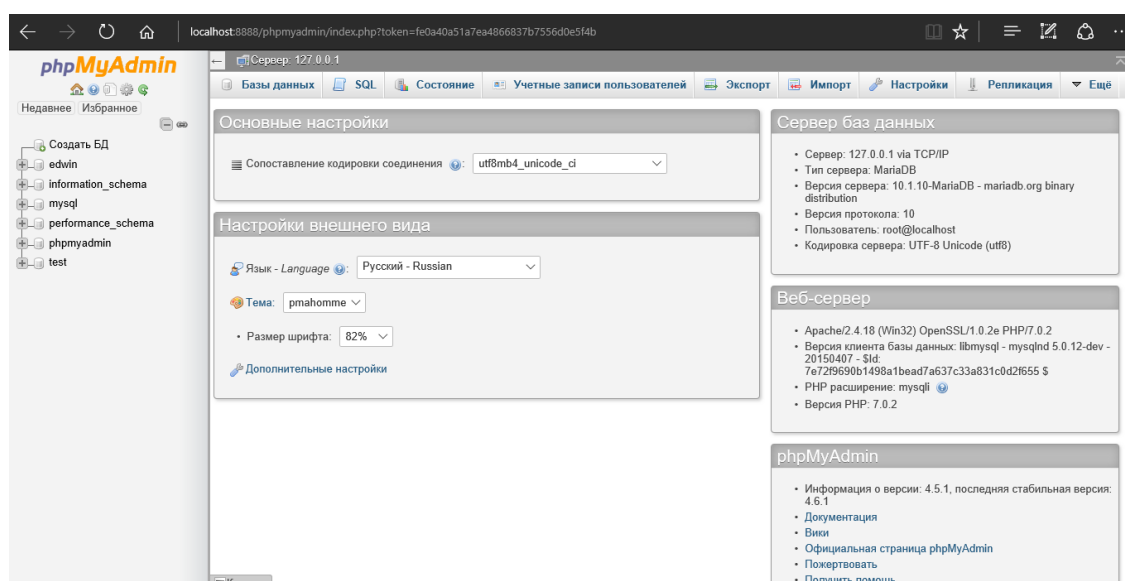 localhost:8888/phpmyadmin/index.php?token=fe0a40a51a7ea4866837b7556d0e5f4b
phpMyAdmin
Недавнее Избранное
Создать БД
edwin
information_schema
mysql
performance_schema
phpmyadmin
test
Сервер: 127.0.0.1
Базы данных SQL Состояние Учетные записи пользователей Экспорт Импорт Настройки Репликация Ещё
Основные настройки
Сопоставление кодировки соединения : utf8mb4_unicode_ci
Настройки внешнего вида
Язык - Language : Русский - Russian
Тема: pmahomme
• Размер шрифта: 82%
Дополнительные настройки
Сервер баз данных
• Сервер: 127.0.0.1 via TCP/IP
• Тип сервера: MariaDB
• Версия сервера: 10.1.10-MariaDB - mariadb.org binary
distribution
• Версия протокола: 10
• Пользователь: root@localhost
• Кодировка сервера: UTF-8 Unicode (utf8)
Веб-сервер
• Apache/2.4.18 (Win32) OpenSSL/1.0.2e PHP/7.0.2
• Версия клиента базы данных: libmysql - mysqlnd 5.0.12-dev -
20150407 - $Id:
7e72f9690b1498a1bead7a637c33a831c0d2f655 $
• PHP расширение: mysqli
• Версия PHP: 7.0.2
phpMyAdmin
• Информация о версии: 4.5.1, последняя стабильная версия:
4.6.1
• Документация
• Вики
• Официальная страница phpMyAdmin
• Пожертвовать
• Получить помощь